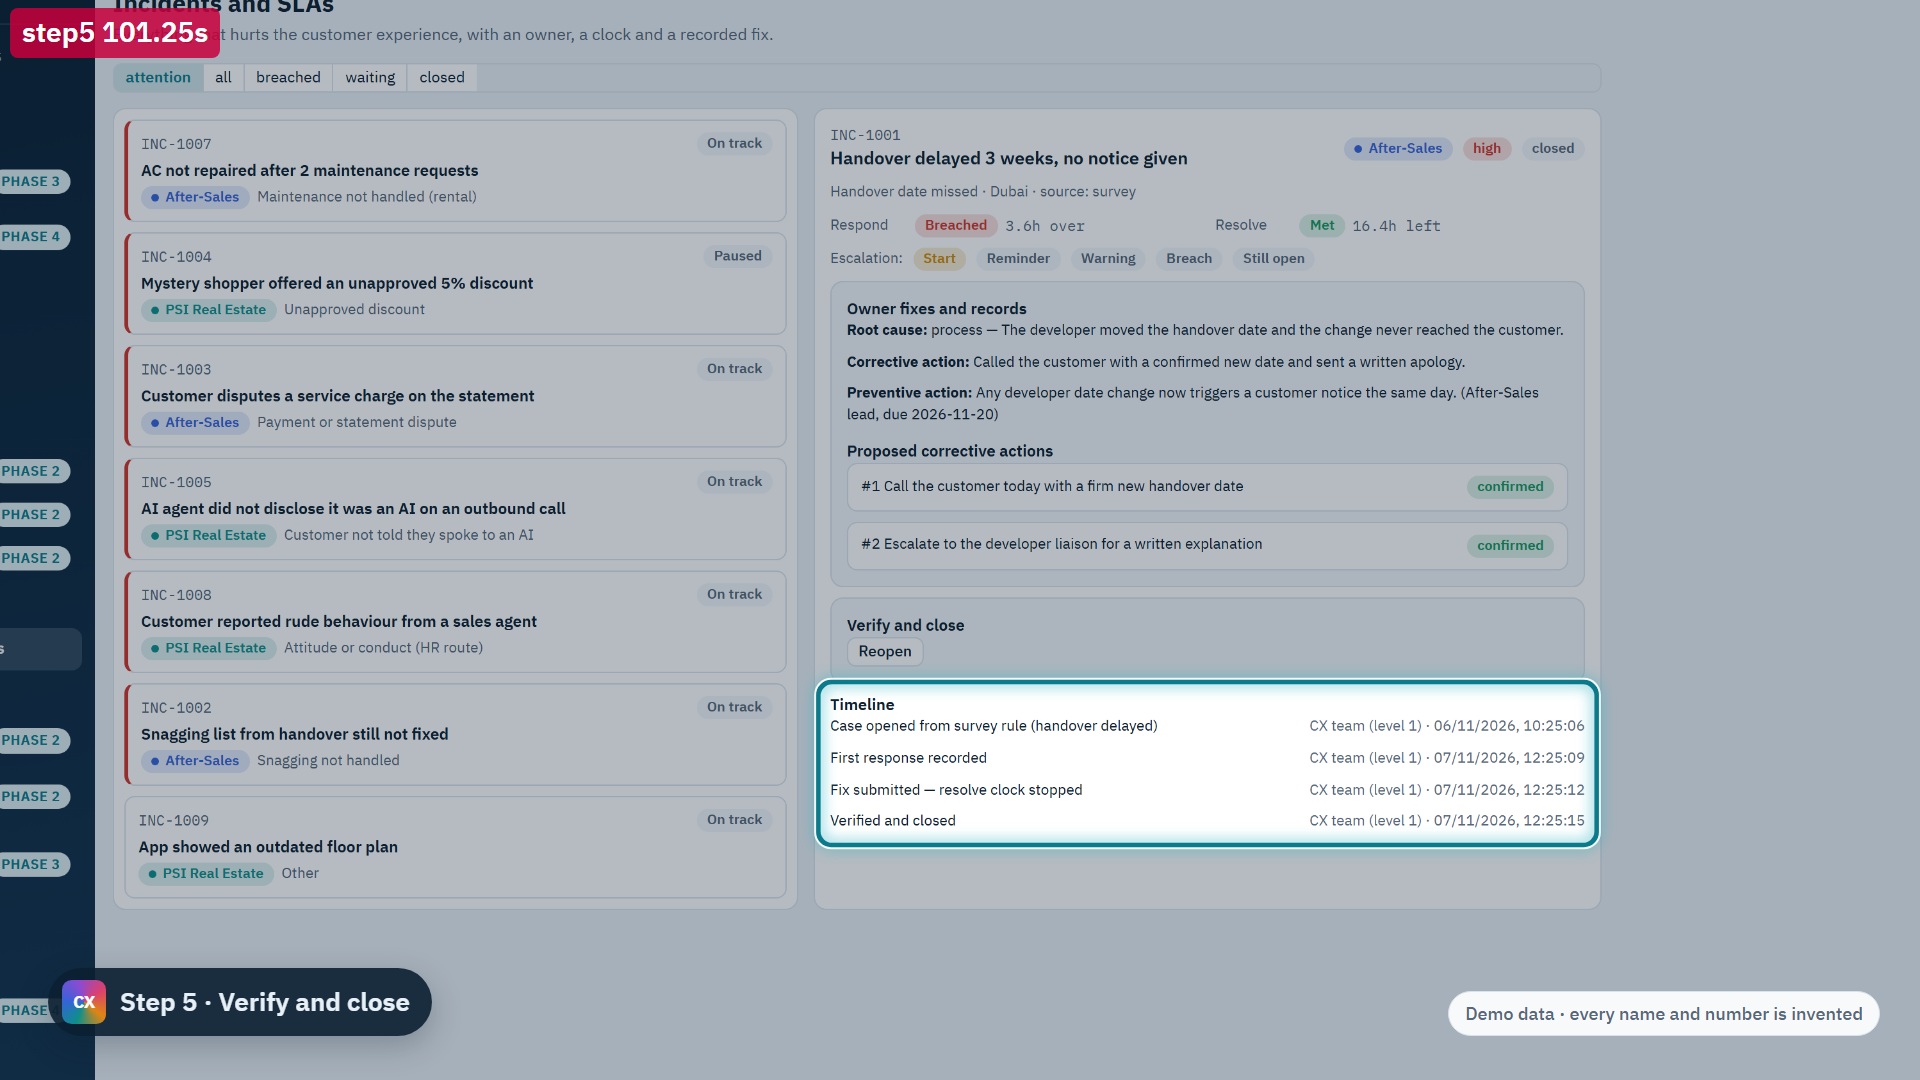 Incidents and SLAs
step5 101.25s
at hurts the customer experience, with an owner, a clock and a recorded fix.
attention
all
breached
waiting
closed
PHASE 3
PHASE 4
PHASE 2
PHASE 2
PHASE 2
s
PHASE 2
PHASE 2
PHASE 3
PHASE
INC-1007
On track
AC not repaired after 2 maintenance requests
After-Sales
Maintenance not handled (rental)
INC-1004
Paused
Mystery shopper offered an unapproved 5% discount
PSI Real Estate
Unapproved discount
INC-1003
On track
Customer disputes a service charge on the statement
After-Sales
Payment or statement dispute
INC-1005
On track
AI agent did not disclose it was an AI on an outbound call
PSI Real Estate
Customer not told they spoke to an AI
INC-1008
On track
Customer reported rude behaviour from a sales agent
PSI Real Estate
Attitude or conduct (HR route)
INC-1002
On track
Snagging list from handover still not fixed
After-Sales
Snagging not handled
INC-1009
On track
App showed an outdated floor plan
PSI Real Estate
Other
INC-1001
Handover delayed 3 weeks, no notice given
After-Sales
high
closed
Handover date missed · Dubai · source: survey
Respond
Breached
3.6h over
Resolve
Met
16.4h left
Escalation:
Start
Reminder
Warning
Breach
Still open
Owner fixes and records
Root cause: process — The developer moved the handover date and the change never reached the customer.
Corrective action: Called the customer with a confirmed new date and sent a written apology.
Preventive action: Any developer date change now triggers a customer notice the same day. (After-Sales
lead, due 2026-11-20)
Proposed corrective actions
#1 Call the customer today with a firm new handover date
confirmed
#2 Escalate to the developer liaison for a written explanation
confirmed
Verify and close
Reopen
Timeline
Case opened from survey rule (handover delayed)
CX team (level 1) · 06/11/2026, 10:25:06
First response recorded
CX team (level 1) · 07/11/2026, 12:25:09
Fix submitted — resolve clock stopped
CX team (level 1) · 07/11/2026, 12:25:12
Verified and closed
CX team (level 1) · 07/11/2026, 12:25:15
CX
Step 5 · Verify and close
Demo data · every name and number is invented